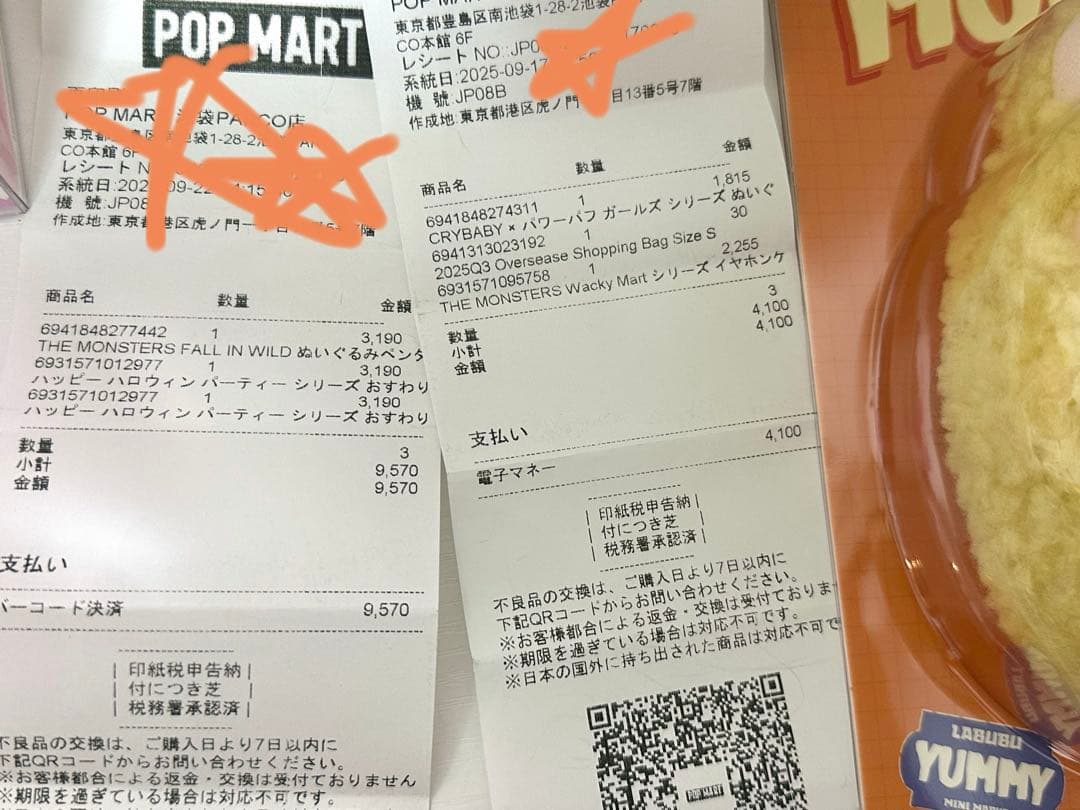 POP MART
東京都
CO本館 6F
レシート
系統日:202
機 號:JP08
作成地:東京都港区虎ノ門一
商品名 数量 金額
6941848277442 1 3,190
THE MONSTERS FALL IN WILD ぬいぐるみペンダ
6931571012977 1 3,190
ハッピー ハロウィン パーティー シリーズ おすわり
6931571012977 1 3,190
ハッピー ハロウィン パーティー シリーズ おすわり
数量 3
小計 9,570
金額 9,570
支払い
バーコード決済 9,570
印紙税申告納
付につき芝
税務署承認済
不良品の交換は、ご購入日より7日以内に
下記QRコードからお問い合わせください。
※お客様都合による返金・交換は受付ておりません
※期限を過ぎている場合は対応不可です。
POP MAR
東京都豊島区南池袋1-28-2
CO本館 6F
レシート NO.:JP0
系統日:2025-09-17
機 號:JP08B
作成地:東京都港区虎ノ門 目13番5号7階
商品名 数量 金額
6941848274311 1 1,815
CRYBABY × パワーパフ ガールズ シリーズ ぬいぐ
6941313023192 1 30
2025Q3 Oversease Shopping Bag Size S
6931571095758 1 2,255
THE MONSTERS Wacky Mart シリーズ イヤホンケ
数量 3
小計 4,100
金額 4,100
支払い
電子マネー 4,100
印紙税申告納
付につき芝
税務署承認済
不良品の交換は、ご購入日より7日以内に
下記QRコードからお問い合わせください。
※お客様都合による返金・交換は受付ておりま
※期限を過ぎている場合は対応不可です。
※日本の国外に持ち出された商品は対応不可で
POP MART
LABUBU
YUMMY